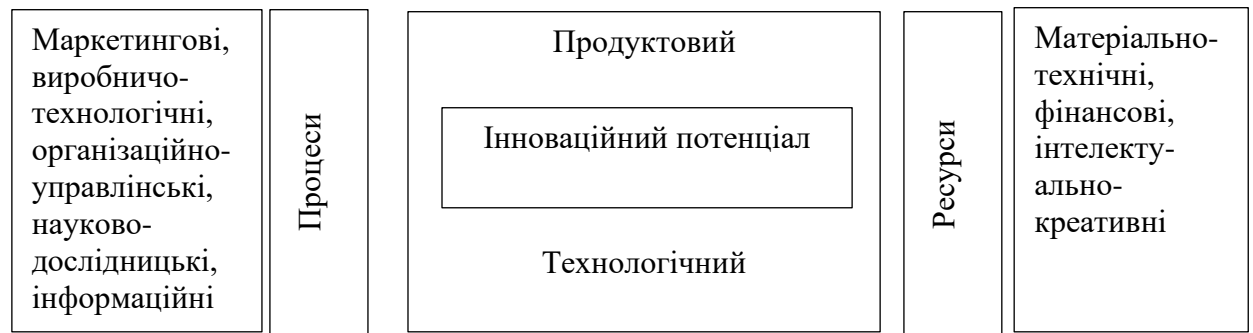 Маркетингові,
виробничо-
технологічні,
організаційно-
управлінські,
науково-
дослідницькі,
інформаційні
Процеси
Продуктовий
Інноваційний потенціал
Технологічний
Ресурси
Матеріально-
технічні,
фінансові,
інтелекту-
ально-
креативні